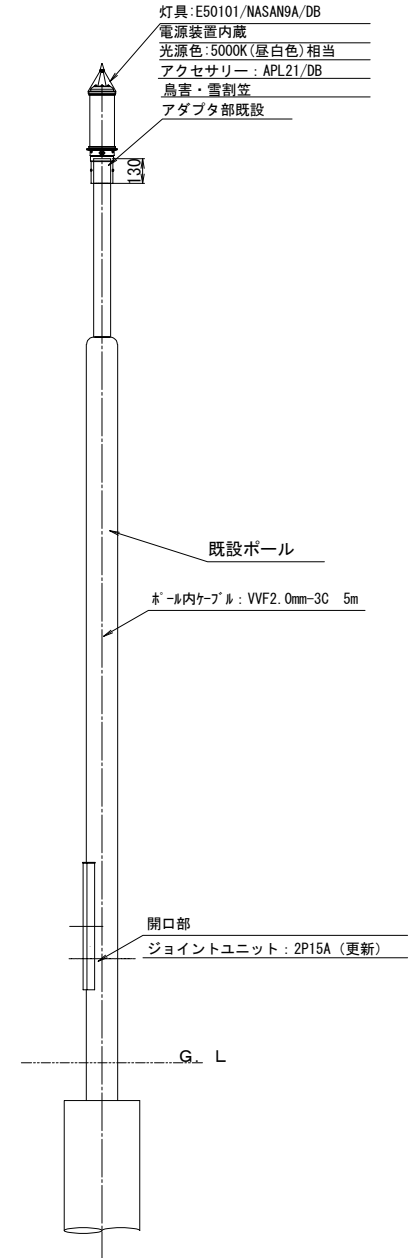 灯具:E50101/NASAN9A/DB
電源装置内蔵
光源色:5000K(昼白色)相当
アクセサリー:APL21/DB
鳥害・雪割笠
アダプタ部既設
130
既設ポール
ﾎﾟｰﾙ内ｹｰﾌﾞﾙ:VVF2.0mm-3C 5m
開口部
ジョイントユニット:2P15A（更新）
G. L